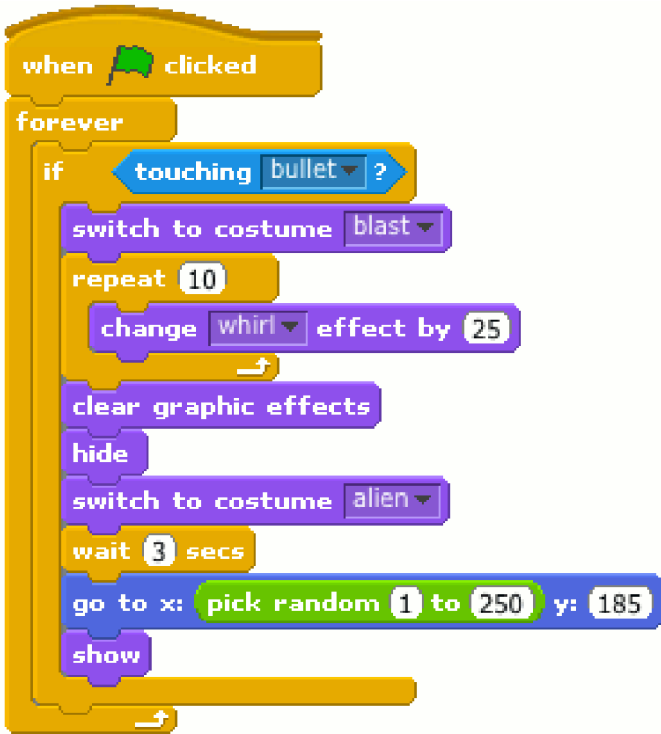 when clicked
forever
if touching bullet ?
switch to costume blast
repeat 10
change whirl effect by 25
clear graphic effects
hide
switch to costume alien
wait 3 secs
go to x: pick random 1 to 250 y: 185
show